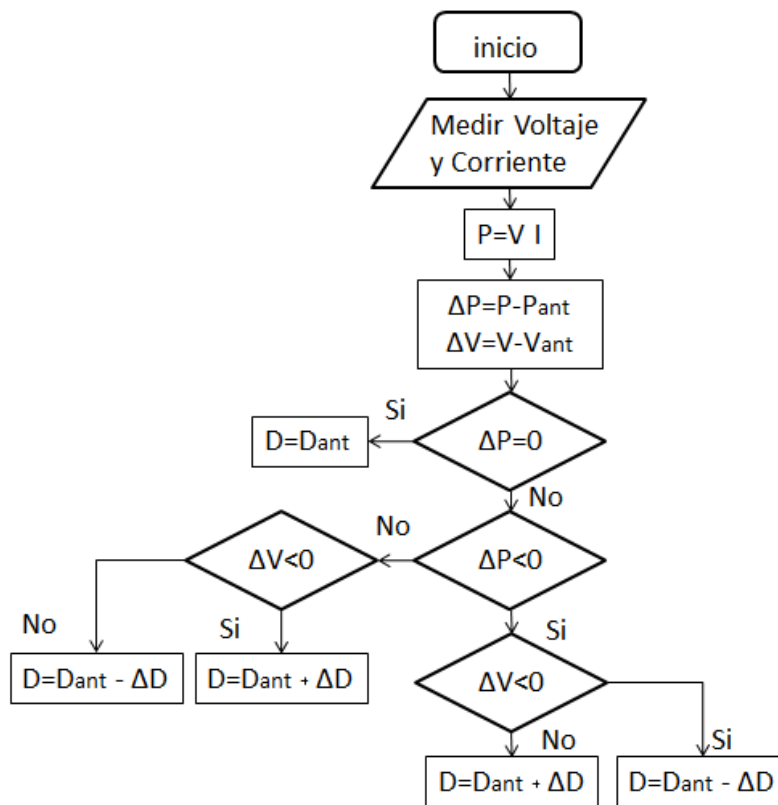 inicio
Medir Voltaje
y Corriente
P=V I
ΔP=P-Pant
ΔV=V-Vant
Si
D=Dant
ΔP=0
No
No
ΔV<0
ΔP<0
No
Si
Si
D=Dant - ΔD
D=Dant + ΔD
ΔV<0
No
Si
D=Dant + ΔD
D=Dant - ΔD